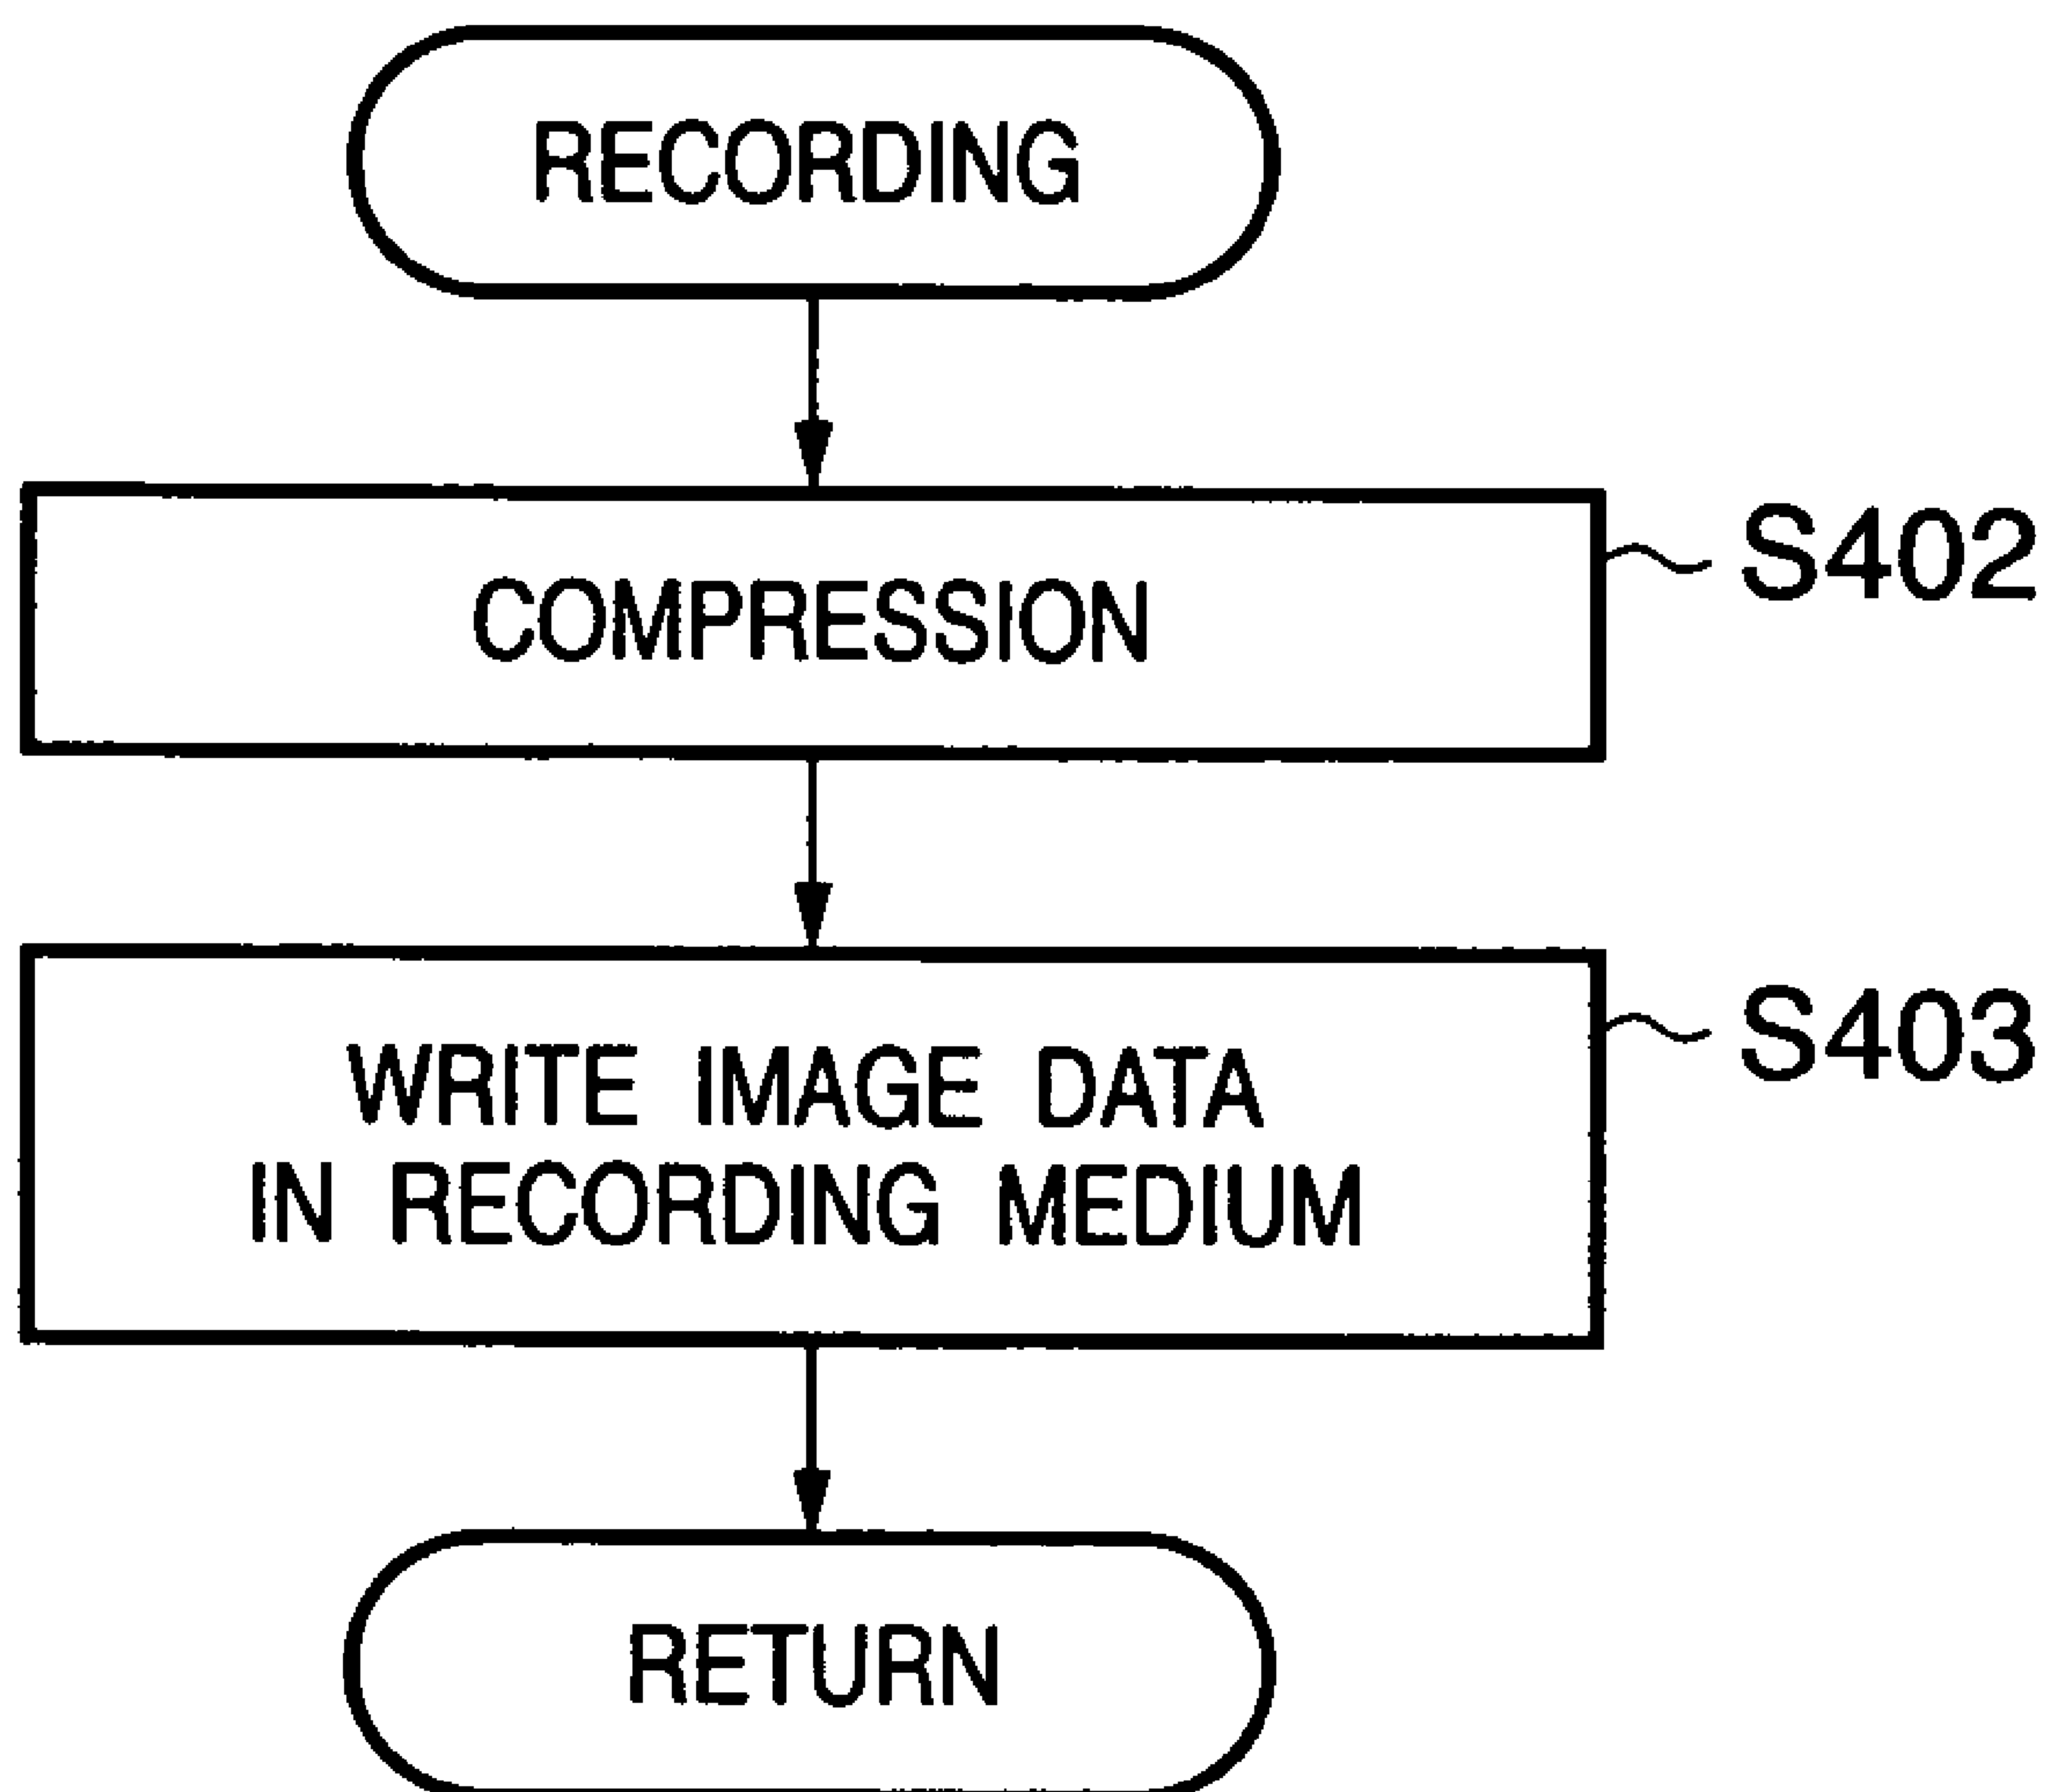 RECORDING
COMPRESSION
S402
WRITE IMAGE DATA
IN RECORDING MEDIUM
S403
RETURN